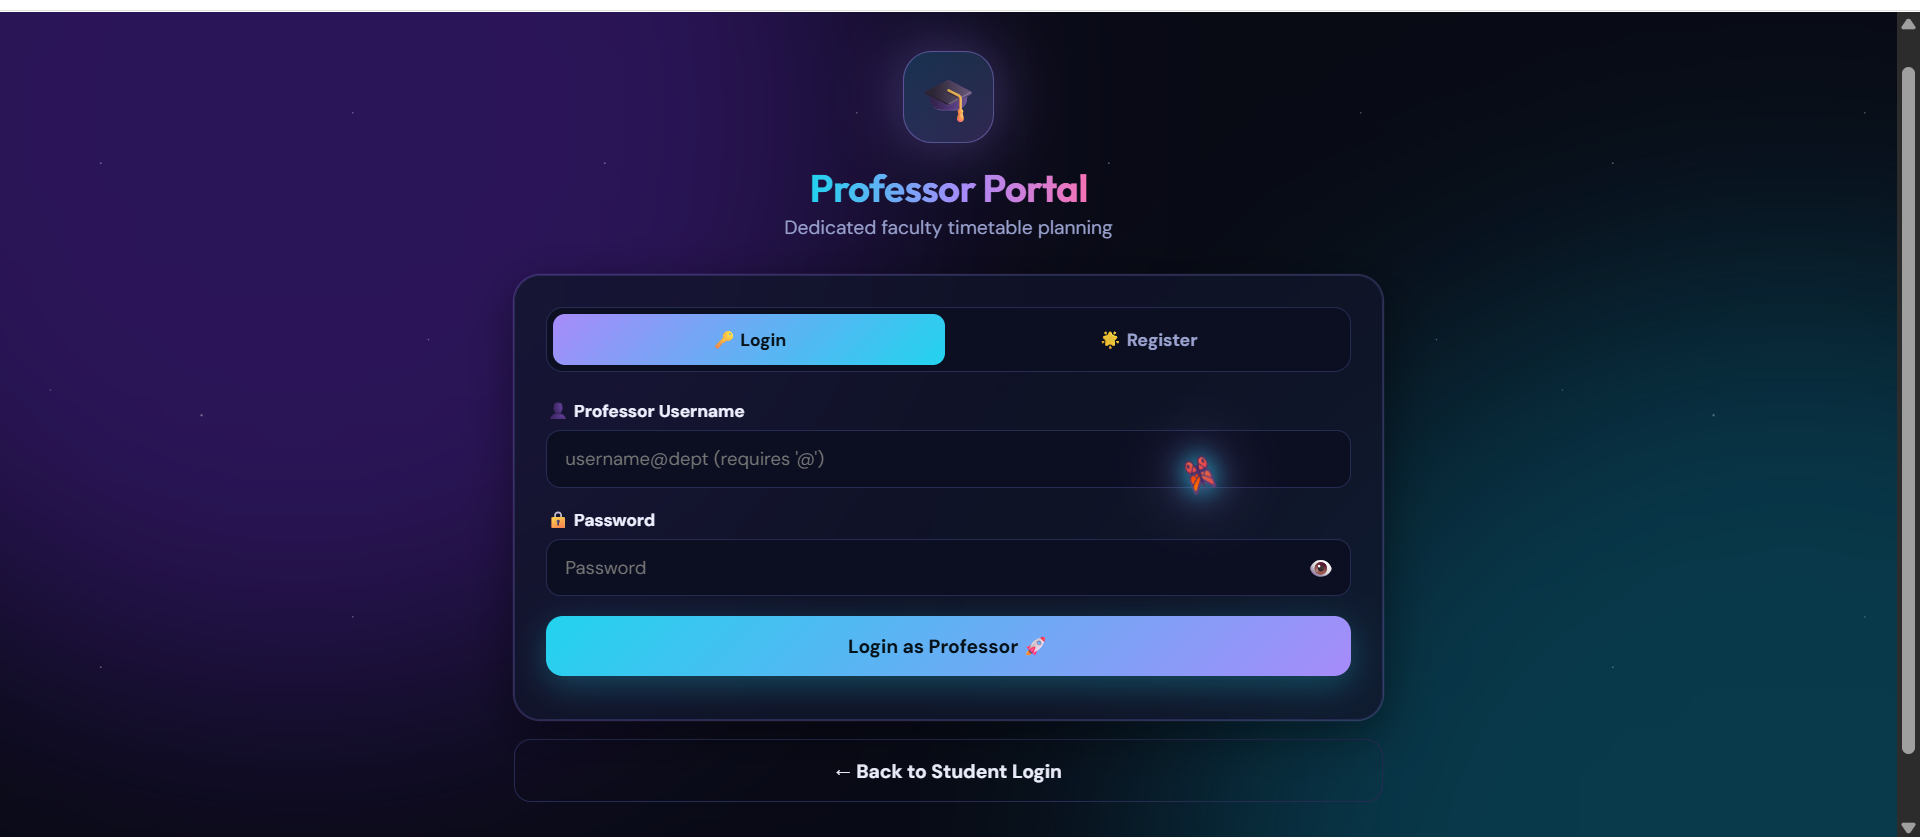 Professor Portal
Dedicated faculty timetable planning
🔑 Login
🌟 Register
👤 Professor Username
username@dept (requires '@')
🔒 Password
Password
Login as Professor 🚀
← Back to Student Login